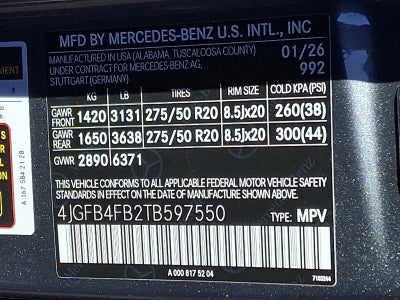 MFD BY MERCEDES-BENZ U.S. INTL., INC
MANUFACTURED IN USA (ALABAMA, TUSCALOOSA COUNTY)
UNDER CONTRACT FOR MERCEDES-BENZ AG,
STUTTGART (GERMANY)
01/26
992
KG LB TIRES RIM SIZE COLD KPA(PSI)
GAWR FRONT 1420 3131 275/50 R20 8.5Jx20 260(38)
GAWR REAR 1650 3638 275/50 R20 8.5Jx20 300(44)
GVWR 2890 6371
THIS VEHICLE CONFORMS TO ALL APPLICABLE FEDERAL MOTOR VEHICLE SAFETY
STANDARDS IN EFFECT ON THE DATE OF MANUFACTURE SHOWN ABOVE.
4JGFB4FB2TB597550 TYPE: MPV
A 000 817 52 04
A 167 584 21 28